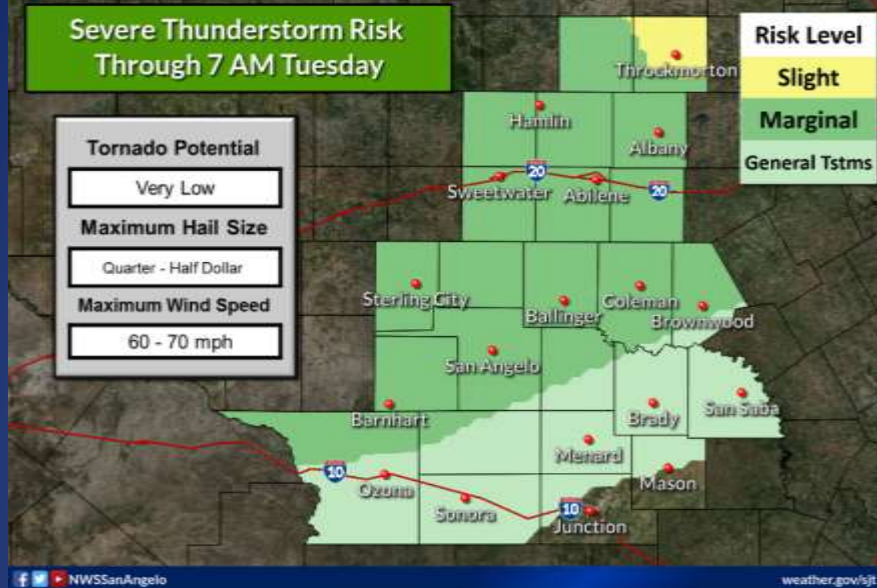 Severe Thunderstorm Risk
Through 7 AM Tuesday
Risk Level
Slight
Marginal
General Tstms
Tornado Potential
Very Low
Maximum Hail Size
Quarter - Half Dollar
Maximum Wind Speed
60 - 70 mph
Throckmorton
Hamlin
Albany
20
Sweetwater
Abilene
20
Sterling City
Ballinger
Coleman
Brownwood
San Angelo
Barnhart
Brady
San Saba
Menard
10
Ozona
Mason
Sonora
10
Junction
NWSSanAngelo
weather.gov/sjt